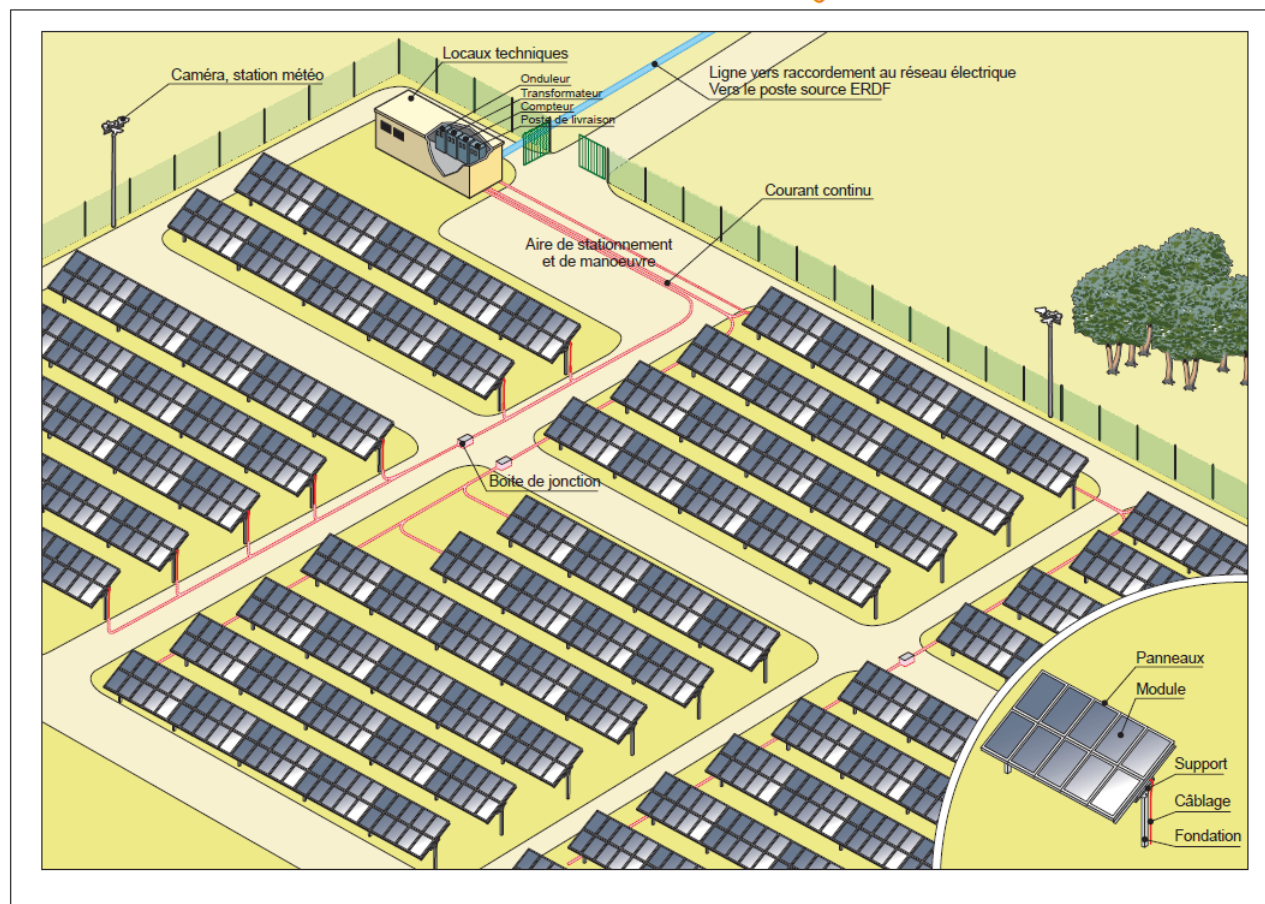 Locaux techniques
Caméra, station météo
Onduleur
Transformateur
Compteur
Poste de livraison
Ligne vers raccordement au réseau électrique
Vers le poste source ERDF
Courant continu
Aire de stationnement
et de manoeuvre
Boite de jonction
Panneaux
Module
Support
Câblage
Fondation